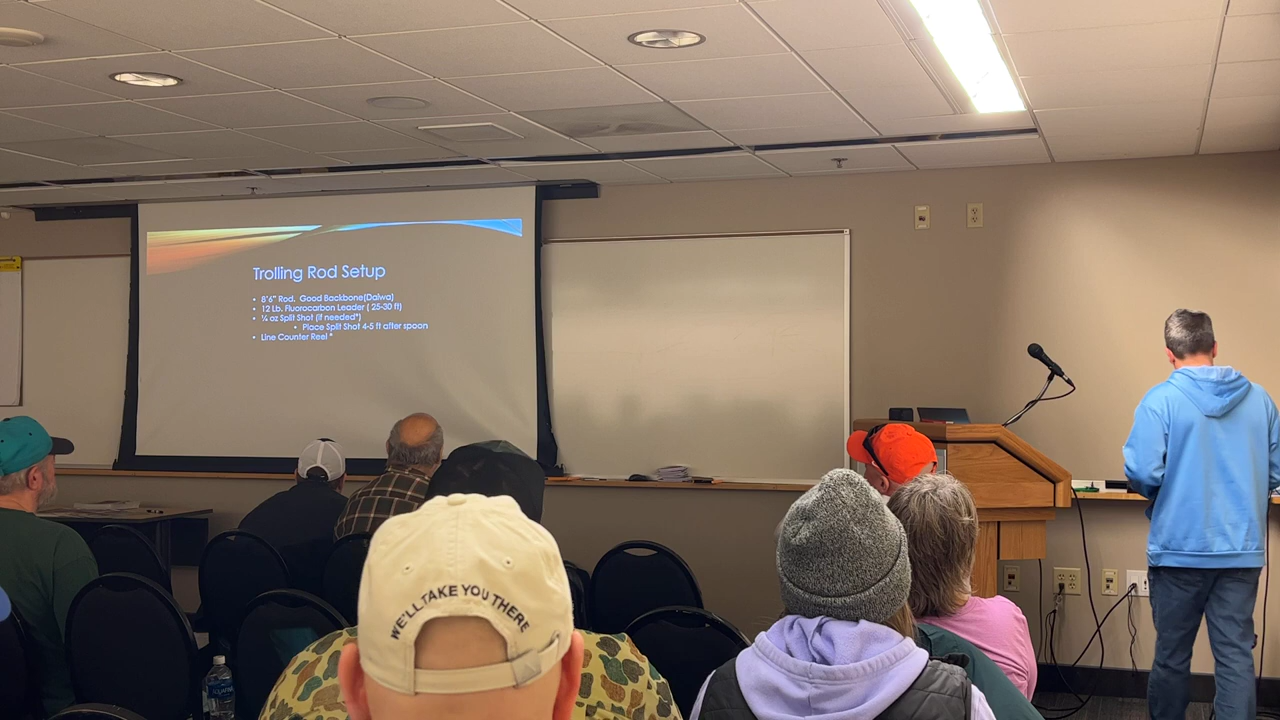 Trolling Rod Setup
• 8'6" Rod. Good Backbone(Daiwa)
• 12 Lb. Fluorocarbon Leader ( 25-30 ft)
• ¼ oz Split Shot (if needed*)
• Place Split Shot 4-5 ft after spoon
• Line Counter Reel *
WE'LL TAKE YOU THERE